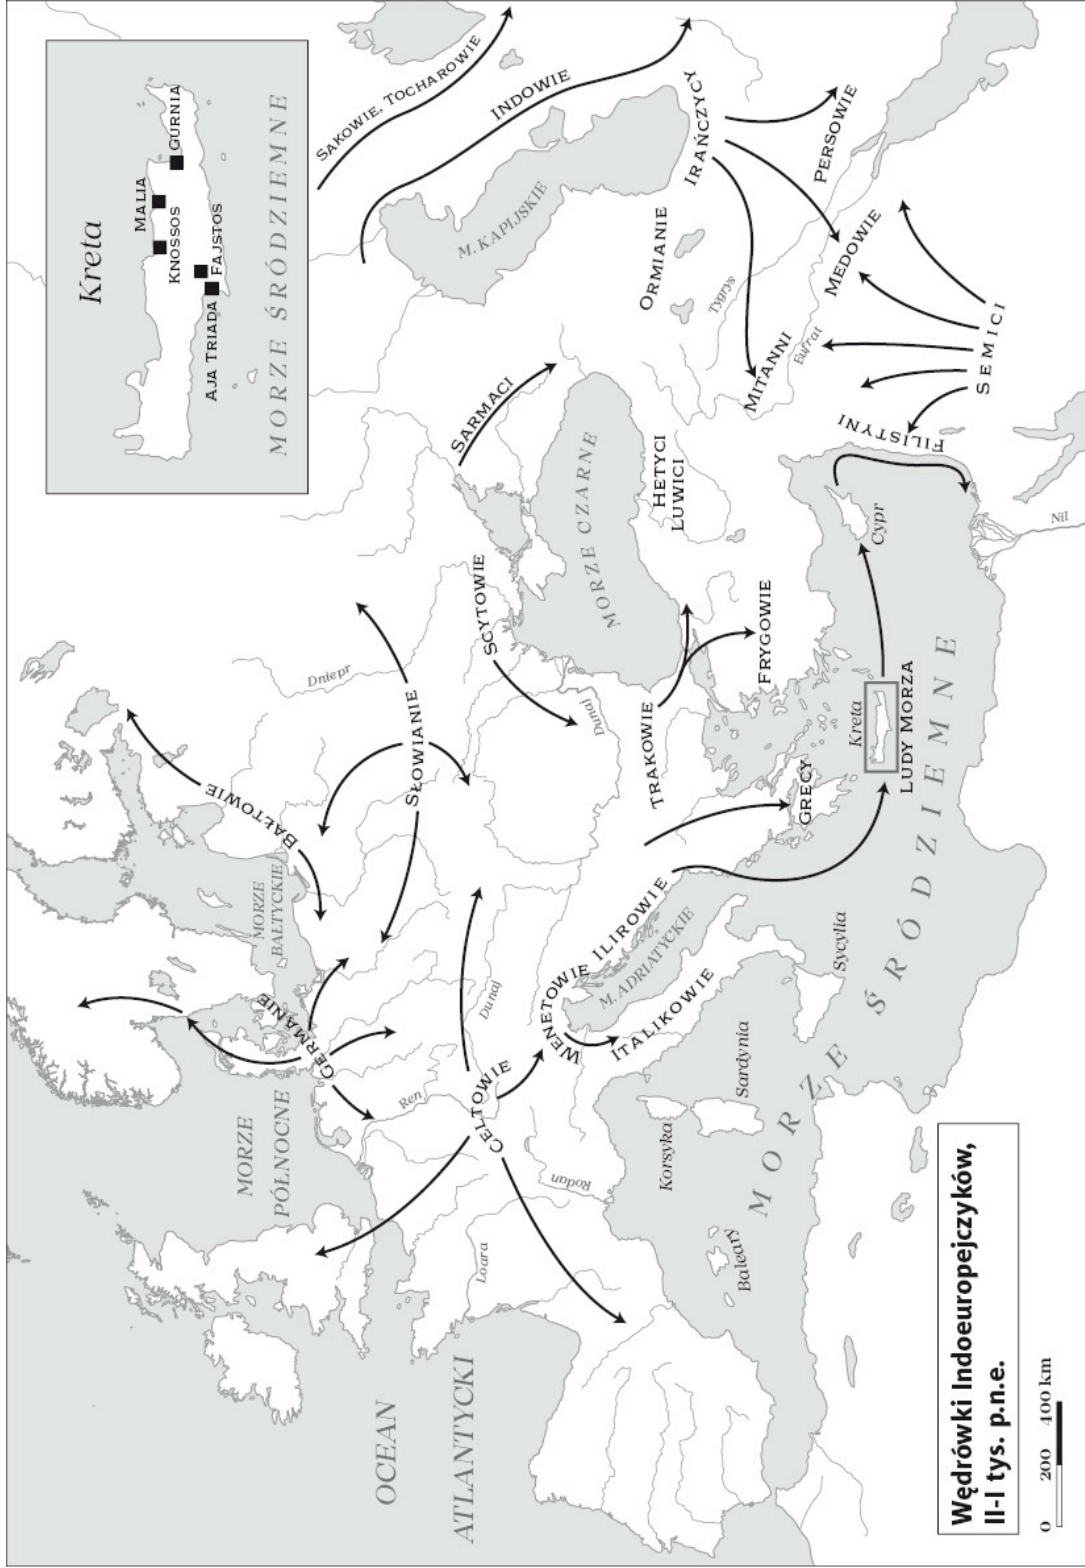 Kreta
MALIA
GURNIA
KNOSSOS
FAJSTOS
AJA TRIADA
MORZE ŚRÓDZIEMNE
SAKOWIE, TOCHAROWIE
INDOWIE
M. KAPIJSKIE
IRAŃCZYCY
PERSOWIE
ORMIANIE
MEDOWIE
Tygrys
Eufrat
MITANNI
SEMICI
FILISTYNI
SARMACI
MORZE CZARNE
HETYCI
LUWICI
Cypr
Nil
SCYTOWIE
Dniepr
Dunaj
TRAKOWIE
FRYGOWIE
SŁOWIANIE
BAŁTOWIE
MORZE
BAŁTYCKIE
GRECY
Kreta
LUDY MORZA
ILIROWIE
WENETOWIE
M. ADRIATYCKIE
ITALIKOWIE
Sycylia
Sardynia
Korsyka
Baleary
MORZE ŚRÓDZIEMNE
GERMANIE
MORZE
PÓŁNOCNE
Ren
Dunaj
CELTOWIE
Rodan
Loara
OCEAN
ATLANTYCKI
Wędrówki Indoeuropejczyków,
II-I tys. p.n.e.
0 200 400 km